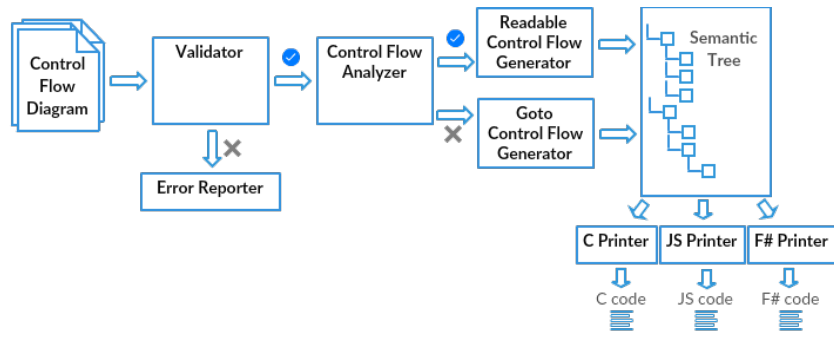 Control
Flow
Diagram
Validator
Error Reporter
Control Flow
Analyzer
Readable
Control Flow
Generator
Goto
Control Flow
Generator
Semantic
Tree
C Printer
JS Printer
F# Printer
C code
JS code
F# code